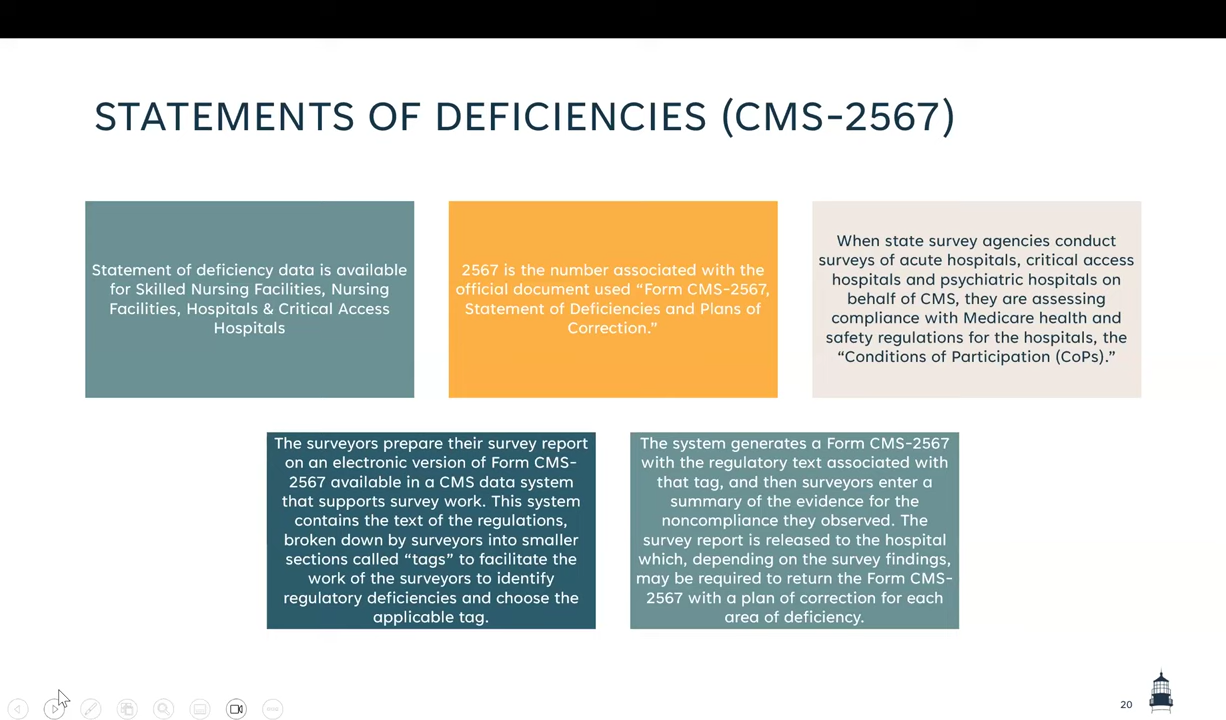 STATEMENTS OF DEFICIENCIES (CMS-2567)
Statement of deficiency data is available
for Skilled Nursing Facilities, Nursing
Facilities, Hospitals & Critical Access
Hospitals
2567 is the number associated with the
official document used “Form CMS-2567,
Statement of Deficiencies and Plans of
Correction.”
When state survey agencies conduct
surveys of acute hospitals, critical access
hospitals and psychiatric hospitals on
behalf of CMS, they are assessing
compliance with Medicare health and
safety regulations for the hospitals, the
“Conditions of Participation (CoPs).”
The surveyors prepare their survey report
on an electronic version of Form CMS-
2567 available in a CMS data system
that supports survey work. This system
contains the text of the regulations,
broken down by surveyors into smaller
sections called “tags” to facilitate the
work of the surveyors to identify
regulatory deficiencies and choose the
applicable tag.
The system generates a Form CMS-2567
with the regulatory text associated with
that tag, and then surveyors enter a
summary of the evidence for the
noncompliance they observed. The
survey report is released to the hospital
which, depending on the survey findings,
may be required to return the Form CMS-
2567 with a plan of correction for each
area of deficiency.
20